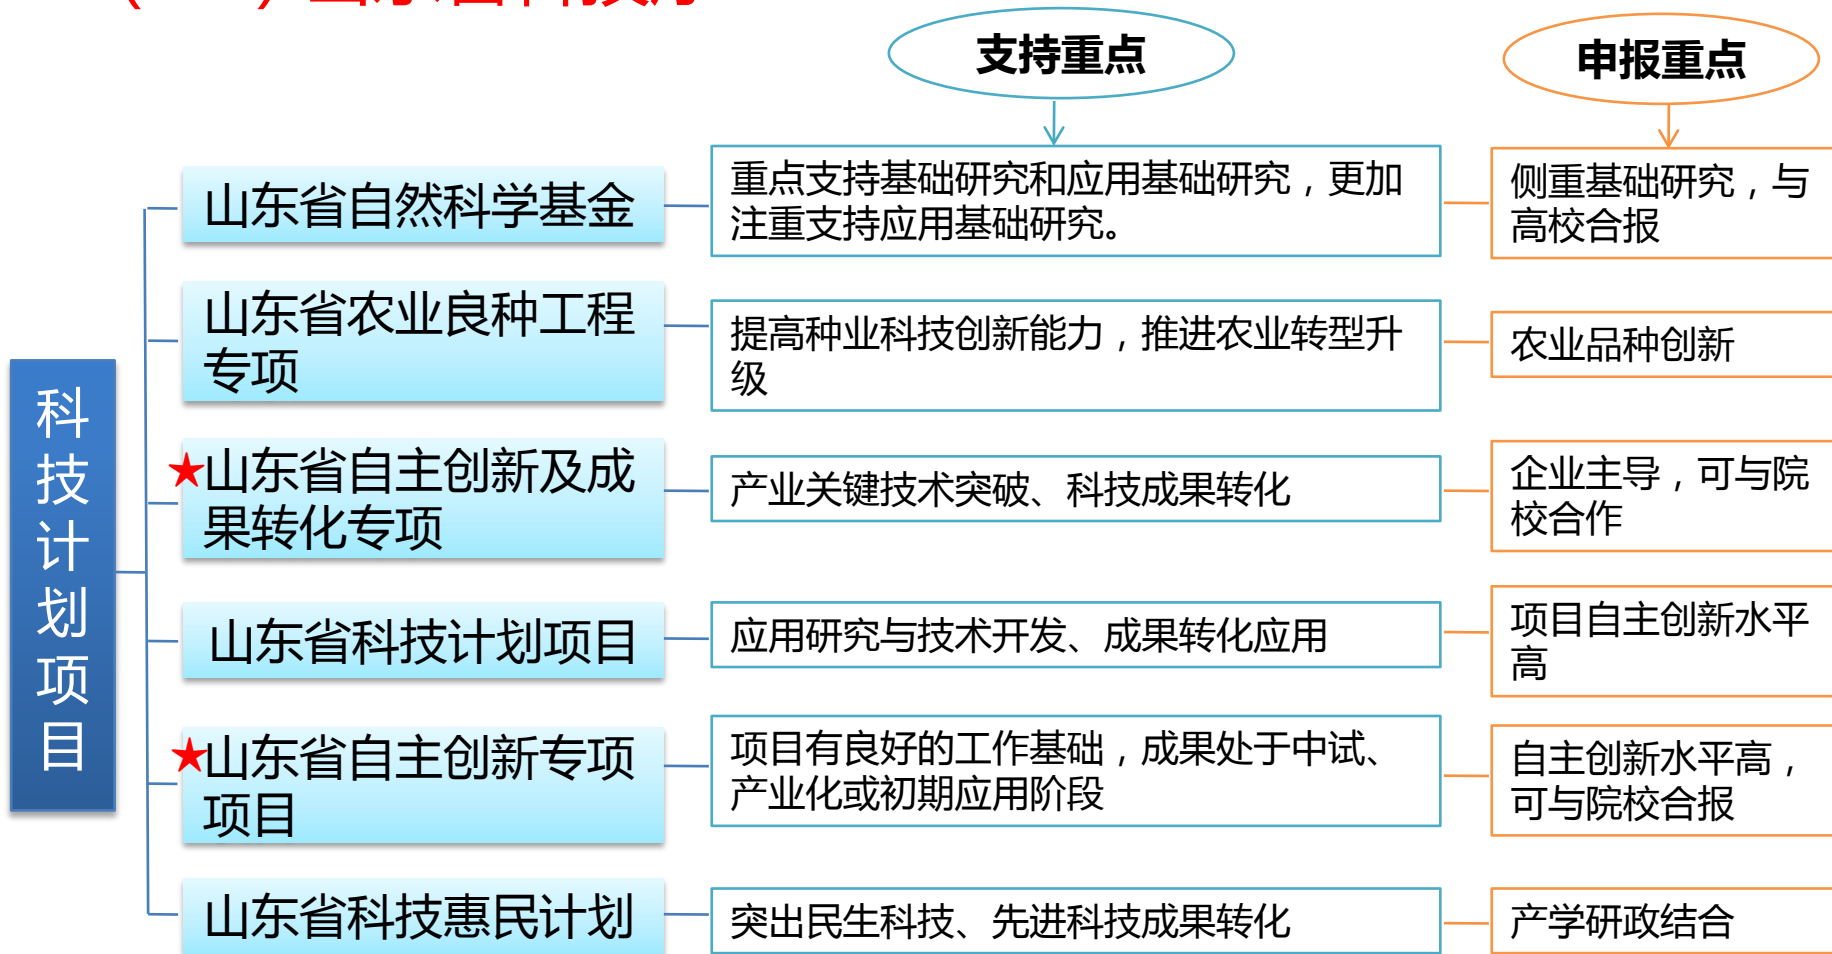 支持重点
申报重点
科技计划项目
山东省自然科学基金
重点支持基础研究和应用基础研究，更加
注重支持应用基础研究。
侧重基础研究，与
高校合报
山东省农业良种工程
专项
提高种业科技创新能力，推进农业转型升
级
农业品种创新
★山东省自主创新及成
果转化专项
产业关键技术突破、科技成果转化
企业主导，可与院
校合作
山东省科技计划项目
应用研究与技术开发、成果转化应用
项目自主创新水平
高
★山东省自主创新专项
项目
项目有良好的工作基础，成果处于中试、
产业化或初期应用阶段
自主创新水平高，
可与院校合报
山东省科技惠民计划
突出民生科技、先进科技成果转化
产学研政结合